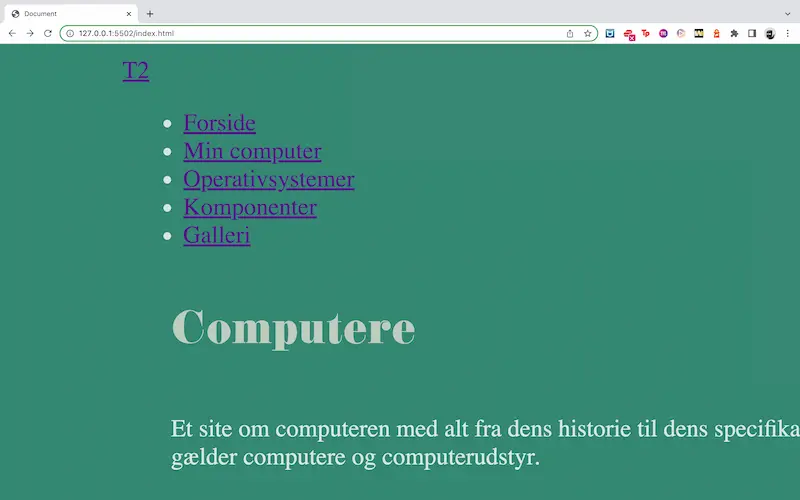 Document
127.0.0.1:5502/index.html
T2
Forside
Min computer
Operativsystemer
Komponenter
Galleri
Computere
Et site om computeren med alt fra dens historie til dens specifika
gælder computere og computerudstyr.